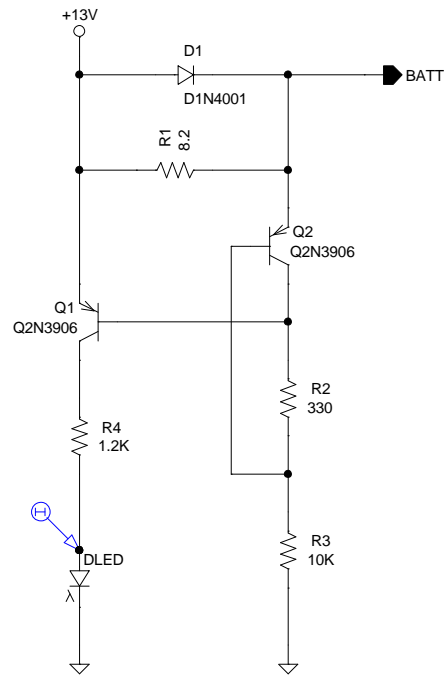 +13V
D1
D1N4001
BATT
R1
8.2
Q2
Q2N3906
Q1
Q2N3906
R2
330
R4
1.2K
I
DLED
R3
10K
λ